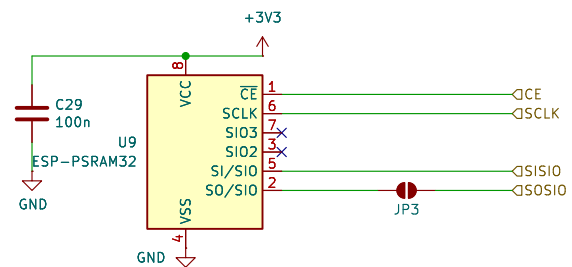 +3V3
8
VCC
C29
100n
U9
ESP-PSRAM32
GND
CE 1 CE
SCLK 6 SCLK
SIO3 7
SIO2 3
SI/SIO 5 SISIO
SO/SIO 2 SOSIO
JP3
VSS
4
GND